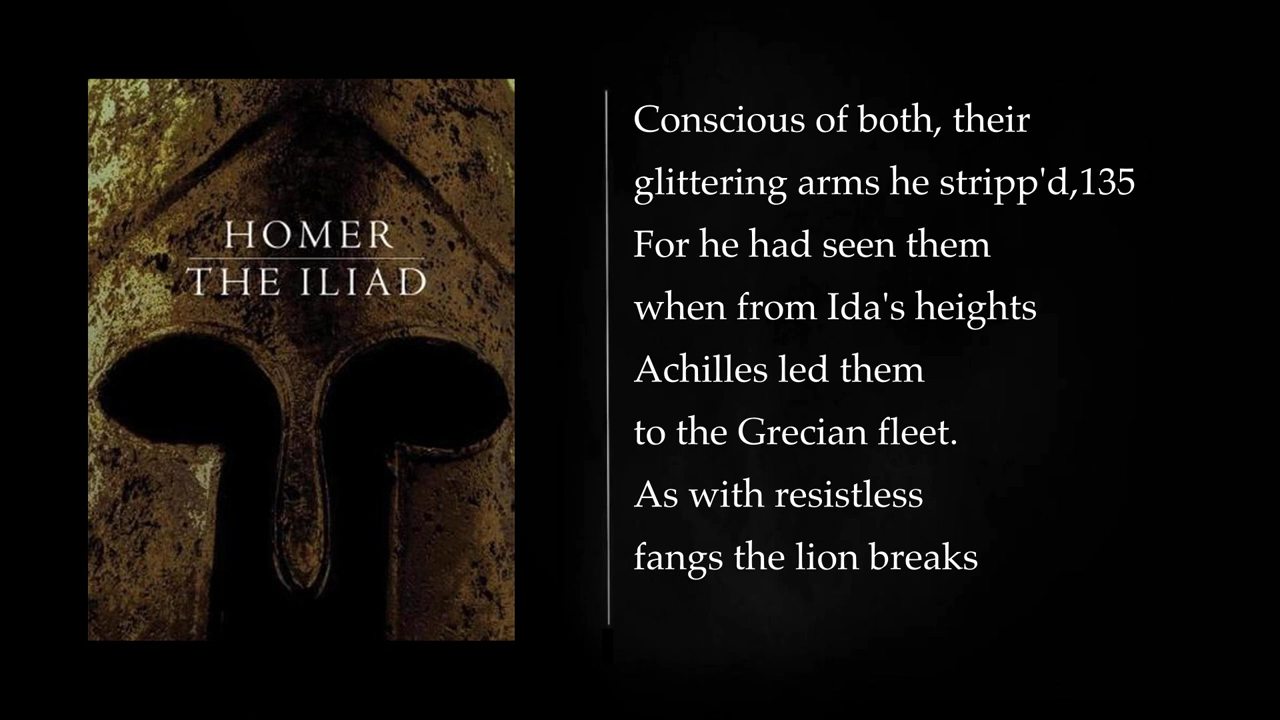 HOMER
THE ILIAD
Conscious of both, their
glittering arms he stripp'd,135
For he had seen them
when from Ida's heights
Achilles led them
to the Grecian fleet.
As with resistless
fangs the lion breaks